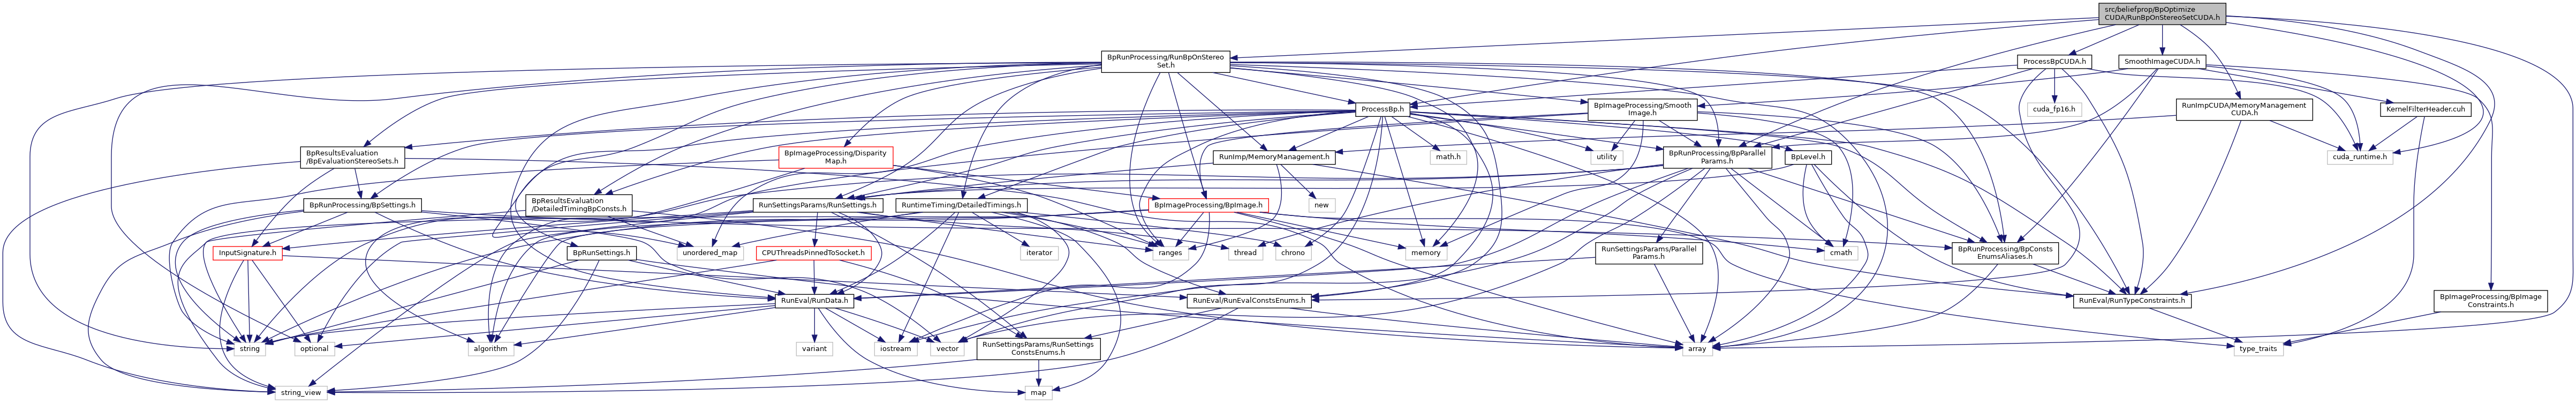 src/beliefprop/BpOptimize
CUDA/RunBpOnStereoSetCUDA.h
BpRunProcessing/RunBpOnStereo
Set.h
ProcessBpCUDA.h
SmoothImageCUDA.h
ProcessBp.h
BpImageProcessing/Smooth
Image.h
cuda_fp16.h
RunImpCUDA/MemoryManagement
CUDA.h
KernelFilterHeader.cuh
BpResultsEvaluation
/BpEvaluationStereoSets.h
BpImageProcessing/Disparity
Map.h
RunImp/MemoryManagement.h
math.h
utility
BpRunProcessing/BpParallel
Params.h
BpLevel.h
cuda_runtime.h
BpRunProcessing/BpSettings.h
BpResultsEvaluation
/DetailedTimingBpConsts.h
RunSettingsParams/RunSettings.h
RuntimeTiming/DetailedTimings.h
BpImageProcessing/BpImage.h
new
InputSignature.h
BpRunSettings.h
unordered_map
CPUThreadsPinnedToSocket.h
iterator
ranges
thread
chrono
memory
RunSettingsParams/Parallel
Params.h
cmath
BpRunProcessing/BpConsts
EnumsAliases.h
RunEval/RunData.h
RunEval/RunEvalConstsEnums.h
RunEval/RunTypeConstraints.h
BpImageProcessing/BpImage
Constraints.h
string
optional
algorithm
variant
iostream
vector
RunSettingsParams/RunSettings
ConstsEnums.h
array
type_traits
string_view
map